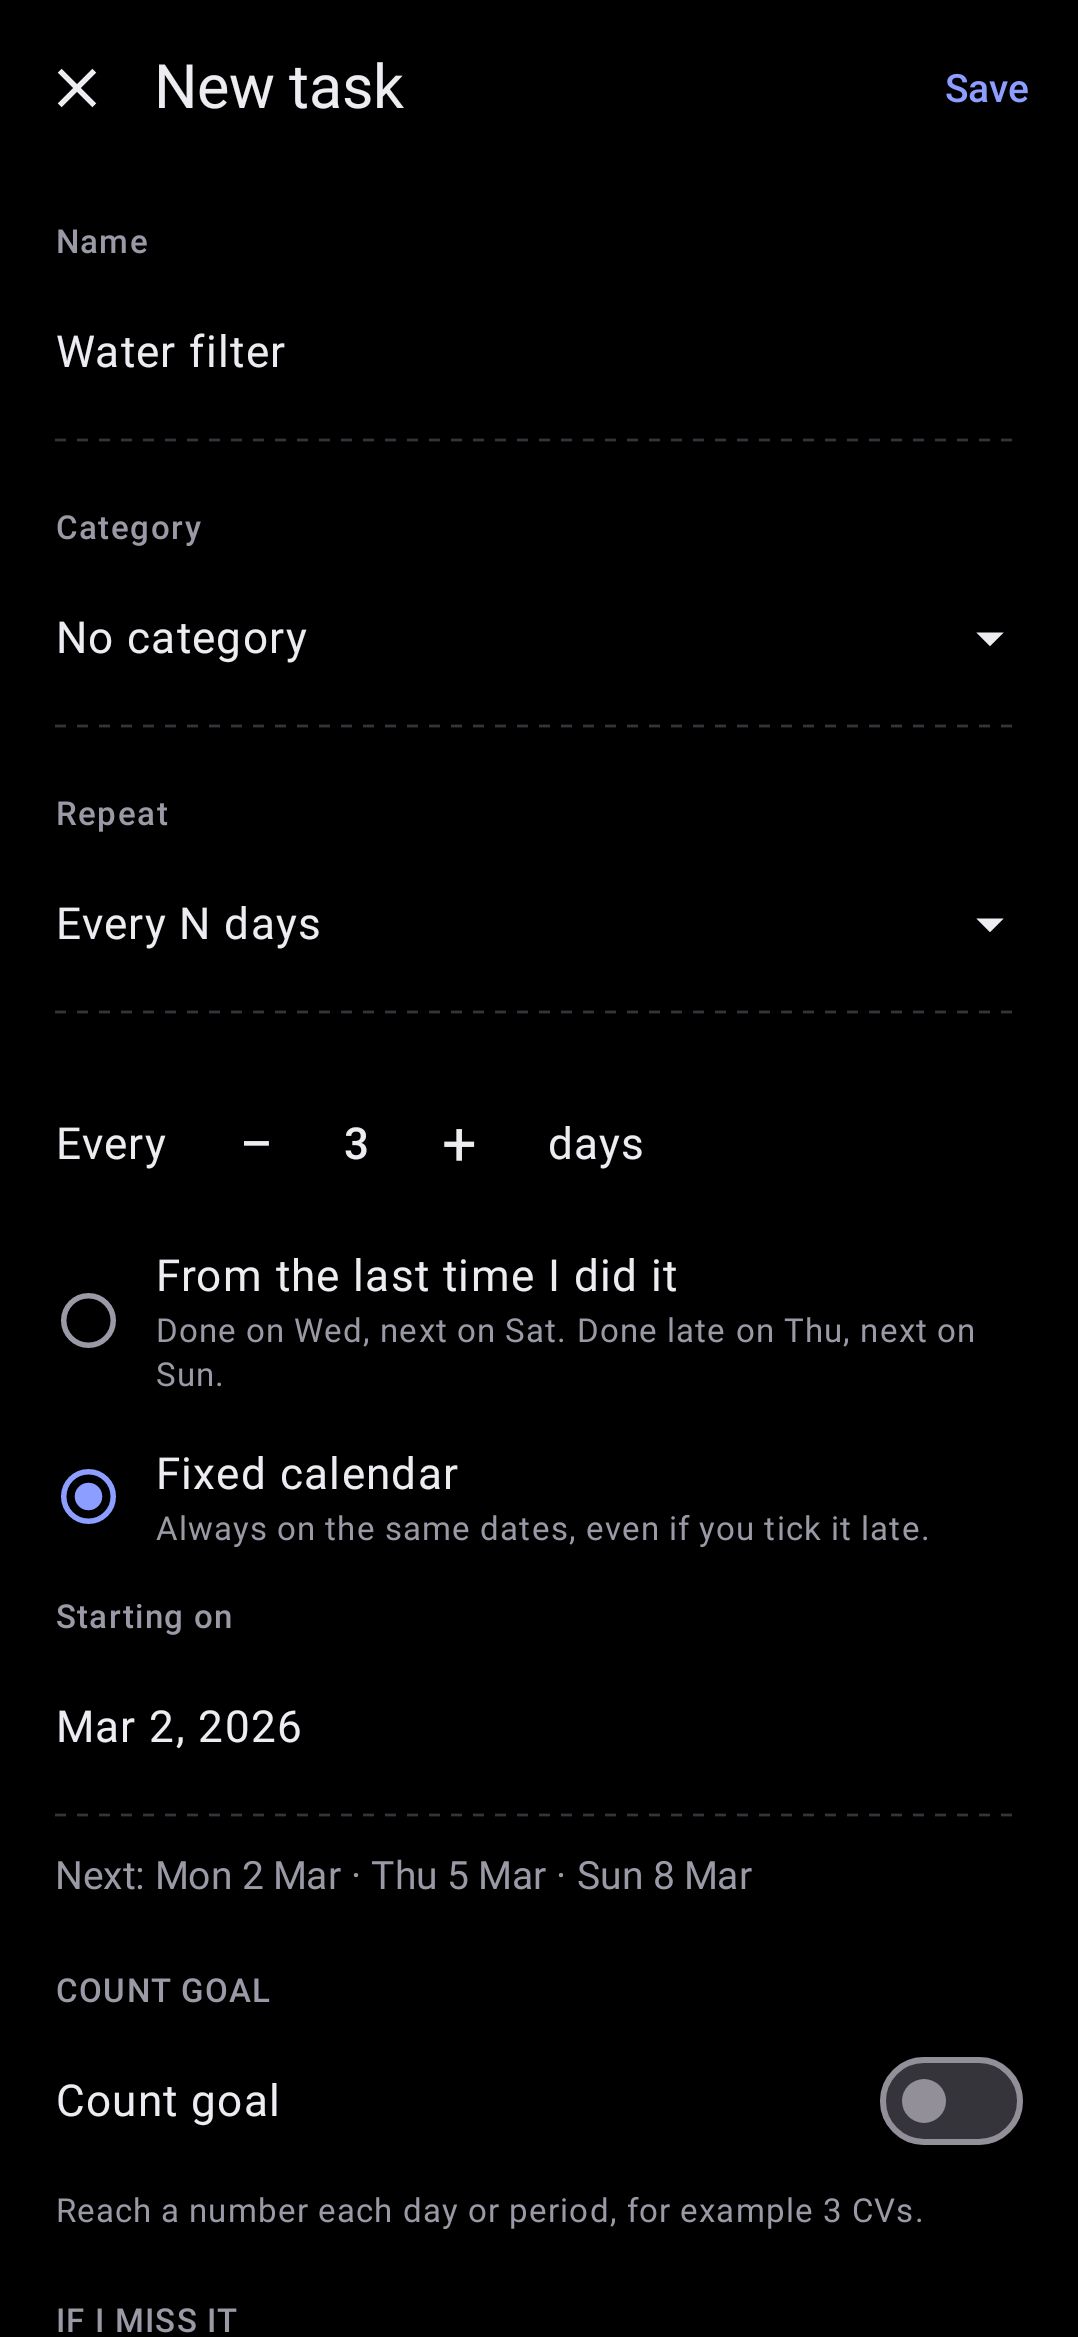 New task
Save
Name
Water filter
Category
No category
Repeat
Every N days
Every − 3 + days
From the last time I did it
Done on Wed, next on Sat. Done late on Thu, next on
Sun.
Fixed calendar
Always on the same dates, even if you tick it late.
Starting on
Mar 2, 2026
Next: Mon 2 Mar · Thu 5 Mar · Sun 8 Mar
COUNT GOAL
Count goal
Reach a number each day or period, for example 3 CVs.
IF I MISS IT